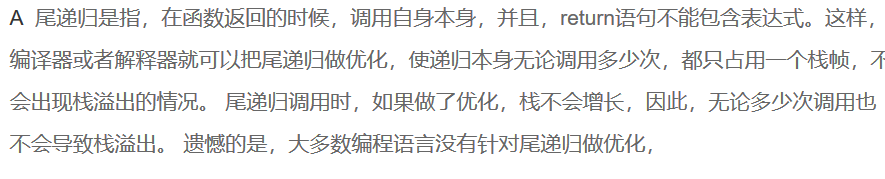 A 尾递归是指，在函数返回的时候，调用自身本身，并且，return语句不能包含表达式。这样，
编译器或者解释器就可以把尾递归做优化，使递归本身无论调用多少次，都只占用一个栈帧，不
会出现栈溢出的情况。 尾递归调用时，如果做了优化，栈不会增长，因此，无论多少次调用也
不会导致栈溢出。 遗憾的是，大多数编程语言没有针对尾递归做优化，